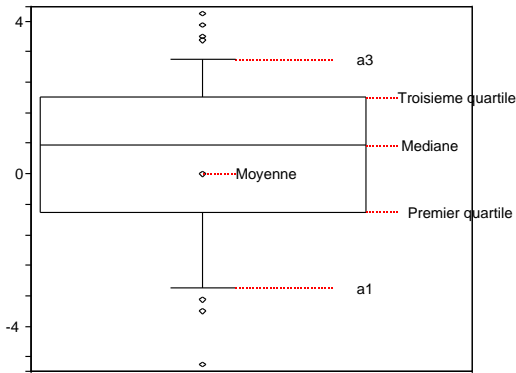 4
a3
Troisieme quartile
Mediane
0
Moyenne
Premier quartile
a1
-4